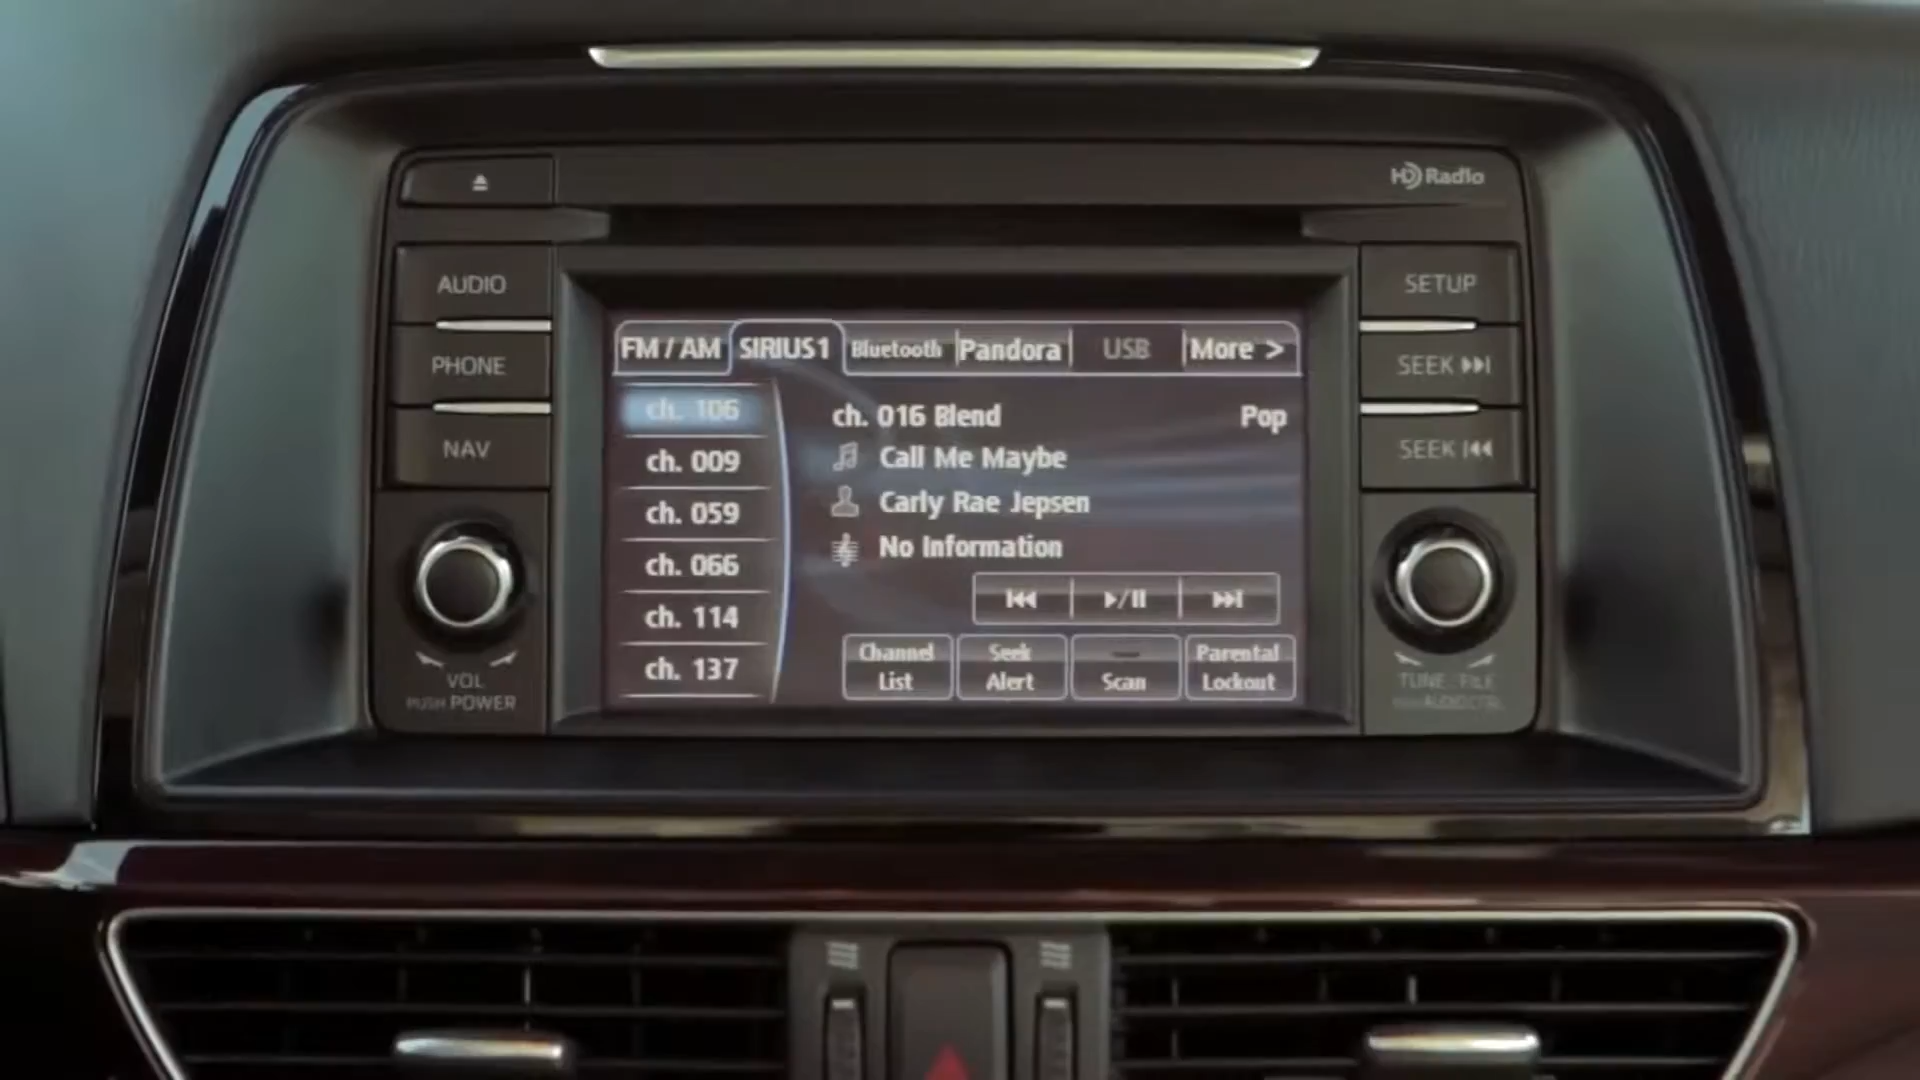 HD Radio
AUDIO
PHONE
NAV
VOL
PUSH POWER
SETUP
SEEK
SEEK
FM / AM
SIRIUS1
Bluetooth
Pandora
USB
More >
ch. 106
ch. 009
ch. 059
ch. 066
ch. 114
ch. 137
ch. 016 Blend
Pop
Call Me Maybe
Carly Rae Jepsen
No Information
Channel
List
Seek
Alert
Scan
Parental
Lockout
TUNE / FILE